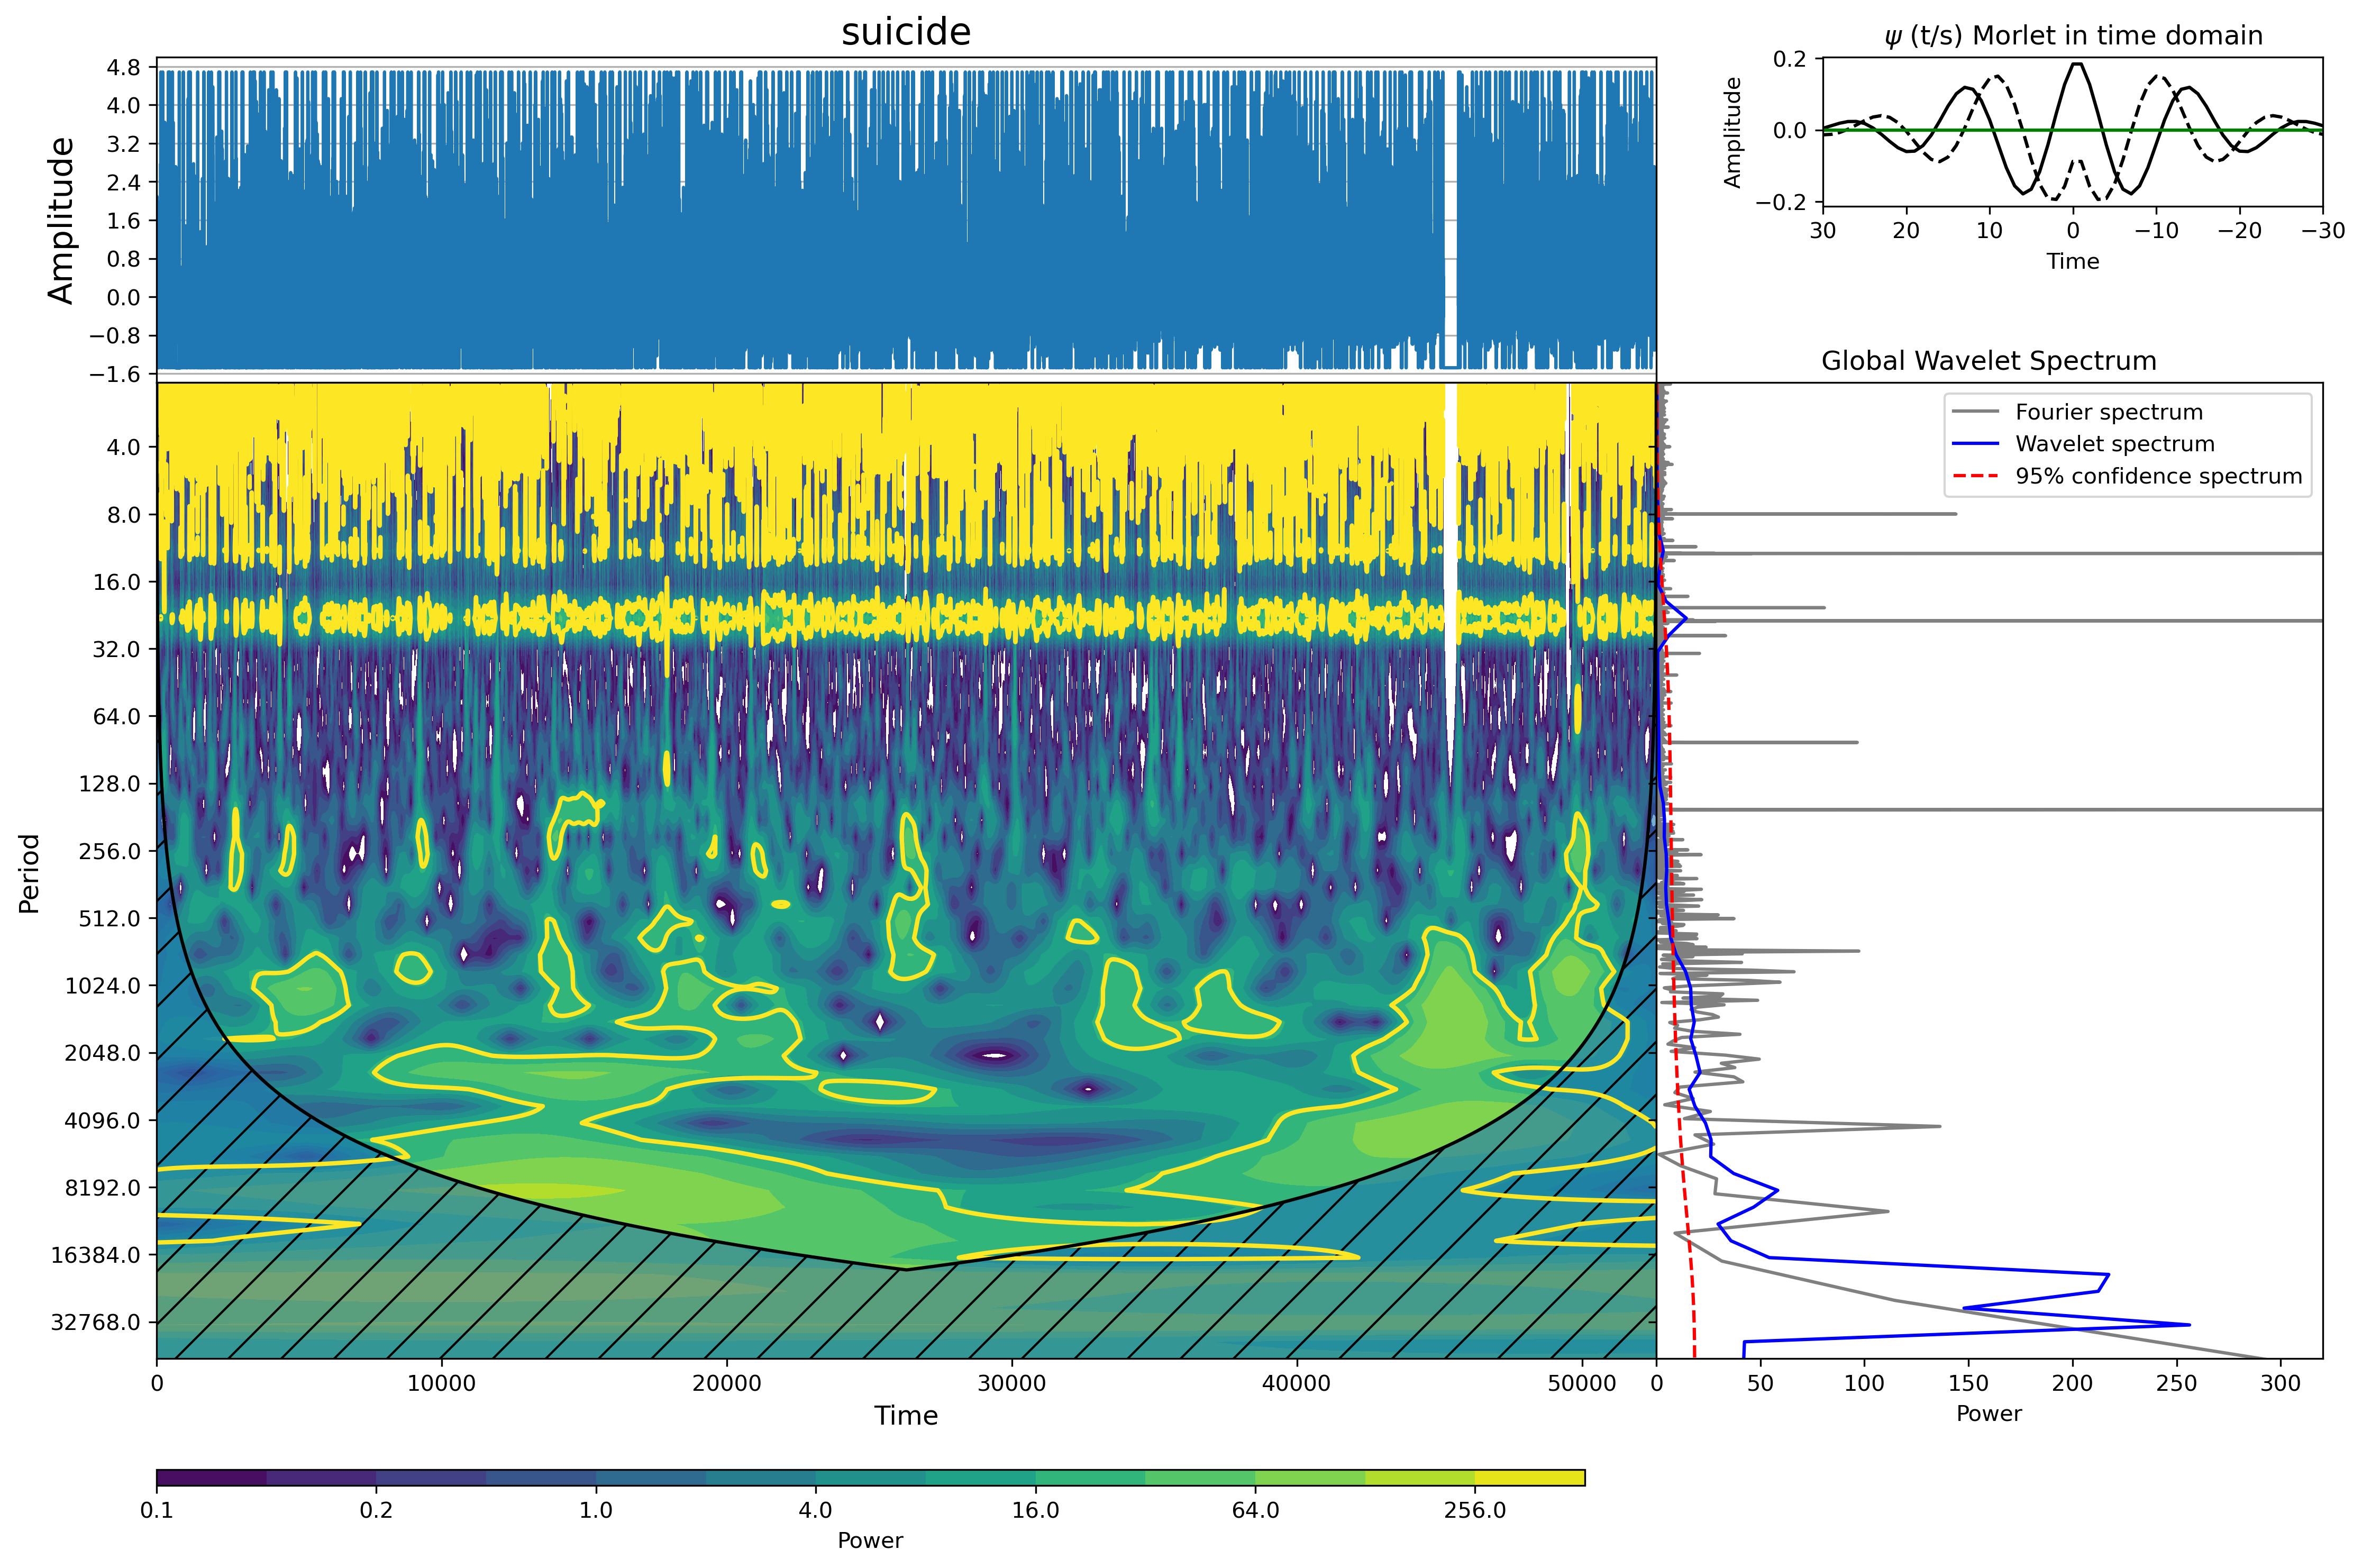 suicide
Amplitude
4.8
4.0
3.2
2.4
1.6
0.8
0.0
−0.8
−1.6
ψ (t/s) Morlet in time domain
Amplitude
0.2
0.0
−0.2
30 20 10 0 −10 −20 −30
Time
Period
4.0
8.0
16.0
32.0
64.0
128.0
256.0
512.0
1024.0
2048.0
4096.0
8192.0
16384.0
32768.0
0 10000 20000 30000 40000 50000
Time
Global Wavelet Spectrum
Fourier spectrum
Wavelet spectrum
95% confidence spectrum
0 50 100 150 200 250 300
Power
0.1 0.2 1.0 4.0 16.0 64.0 256.0
Power